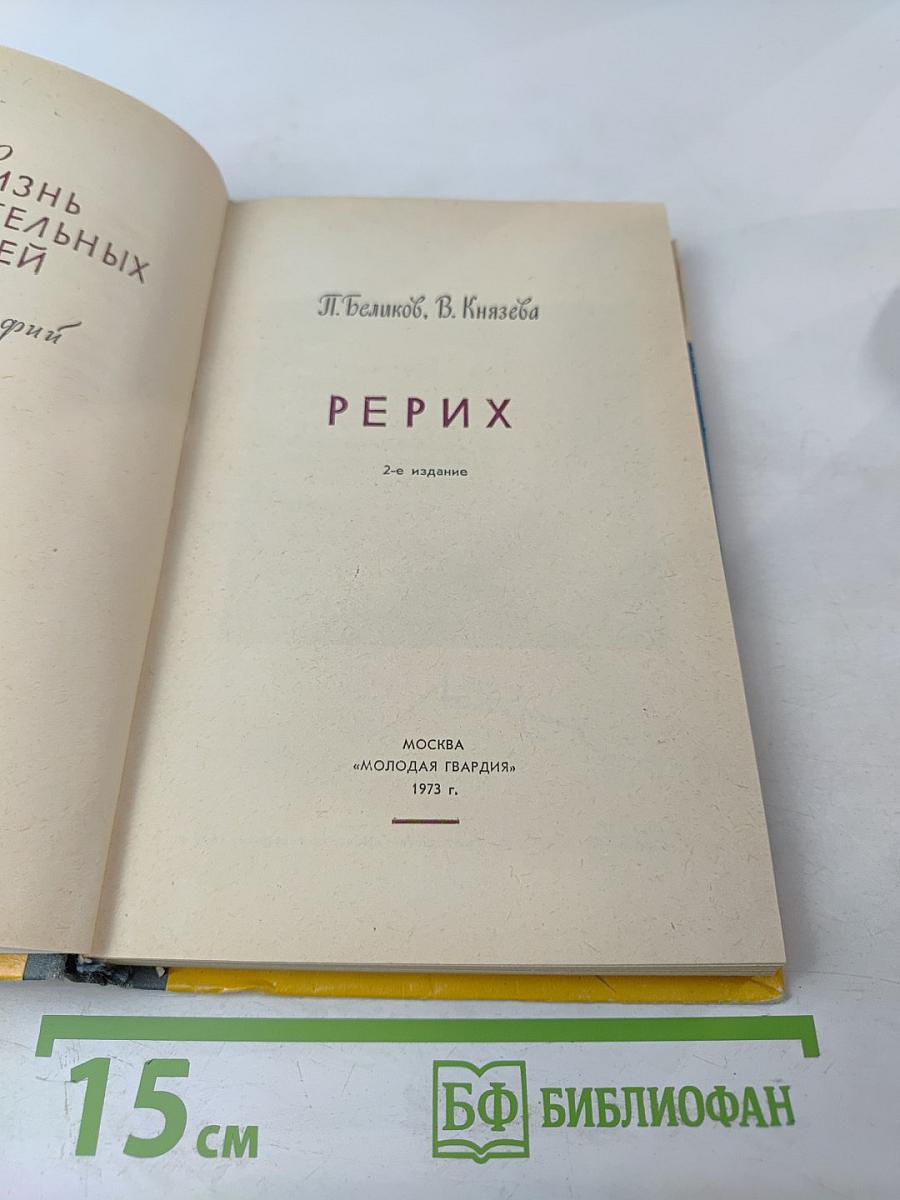 П. Беликов, В. Князева
РЕРИХ
2-е издание
МОСКВА
«МОЛОДАЯ ГВАРДИЯ»
1973 г.
15 см
БФ БИБЛИОФАН